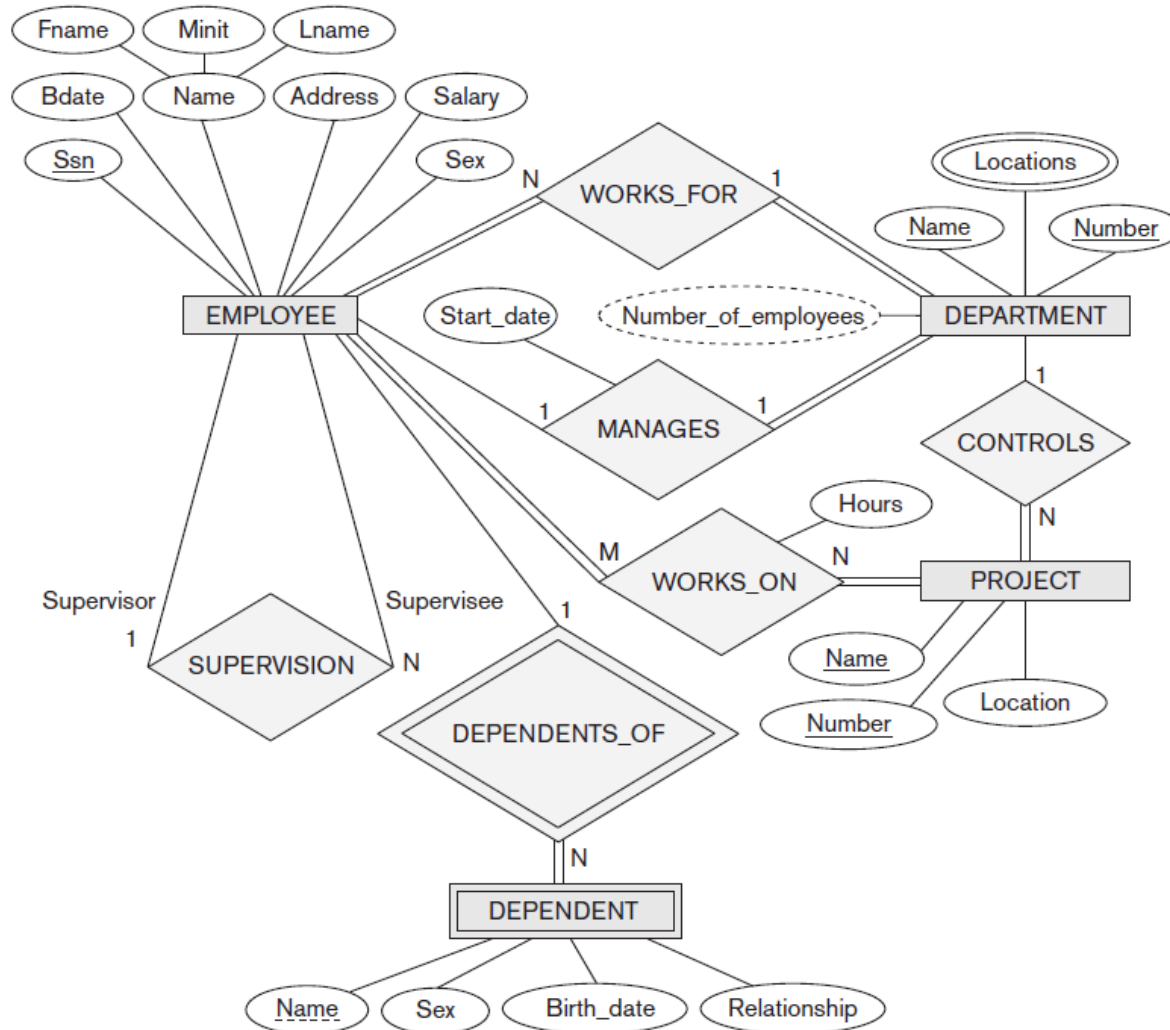 Fname
Minit
Lname
Bdate
Name
Address
Salary
Ssn
Sex
N
WORKS_FOR
1
Locations
Name
Number
EMPLOYEE
Start_date
Number_of_employees
DEPARTMENT
1
MANAGES
1
1
CONTROLS
N
Hours
M
WORKS_ON
N
PROJECT
Supervisor
1
SUPERVISION
Supervisee
N
1
Name
Number
Location
DEPENDENTS_OF
N
DEPENDENT
Name
Sex
Birth_date
Relationship